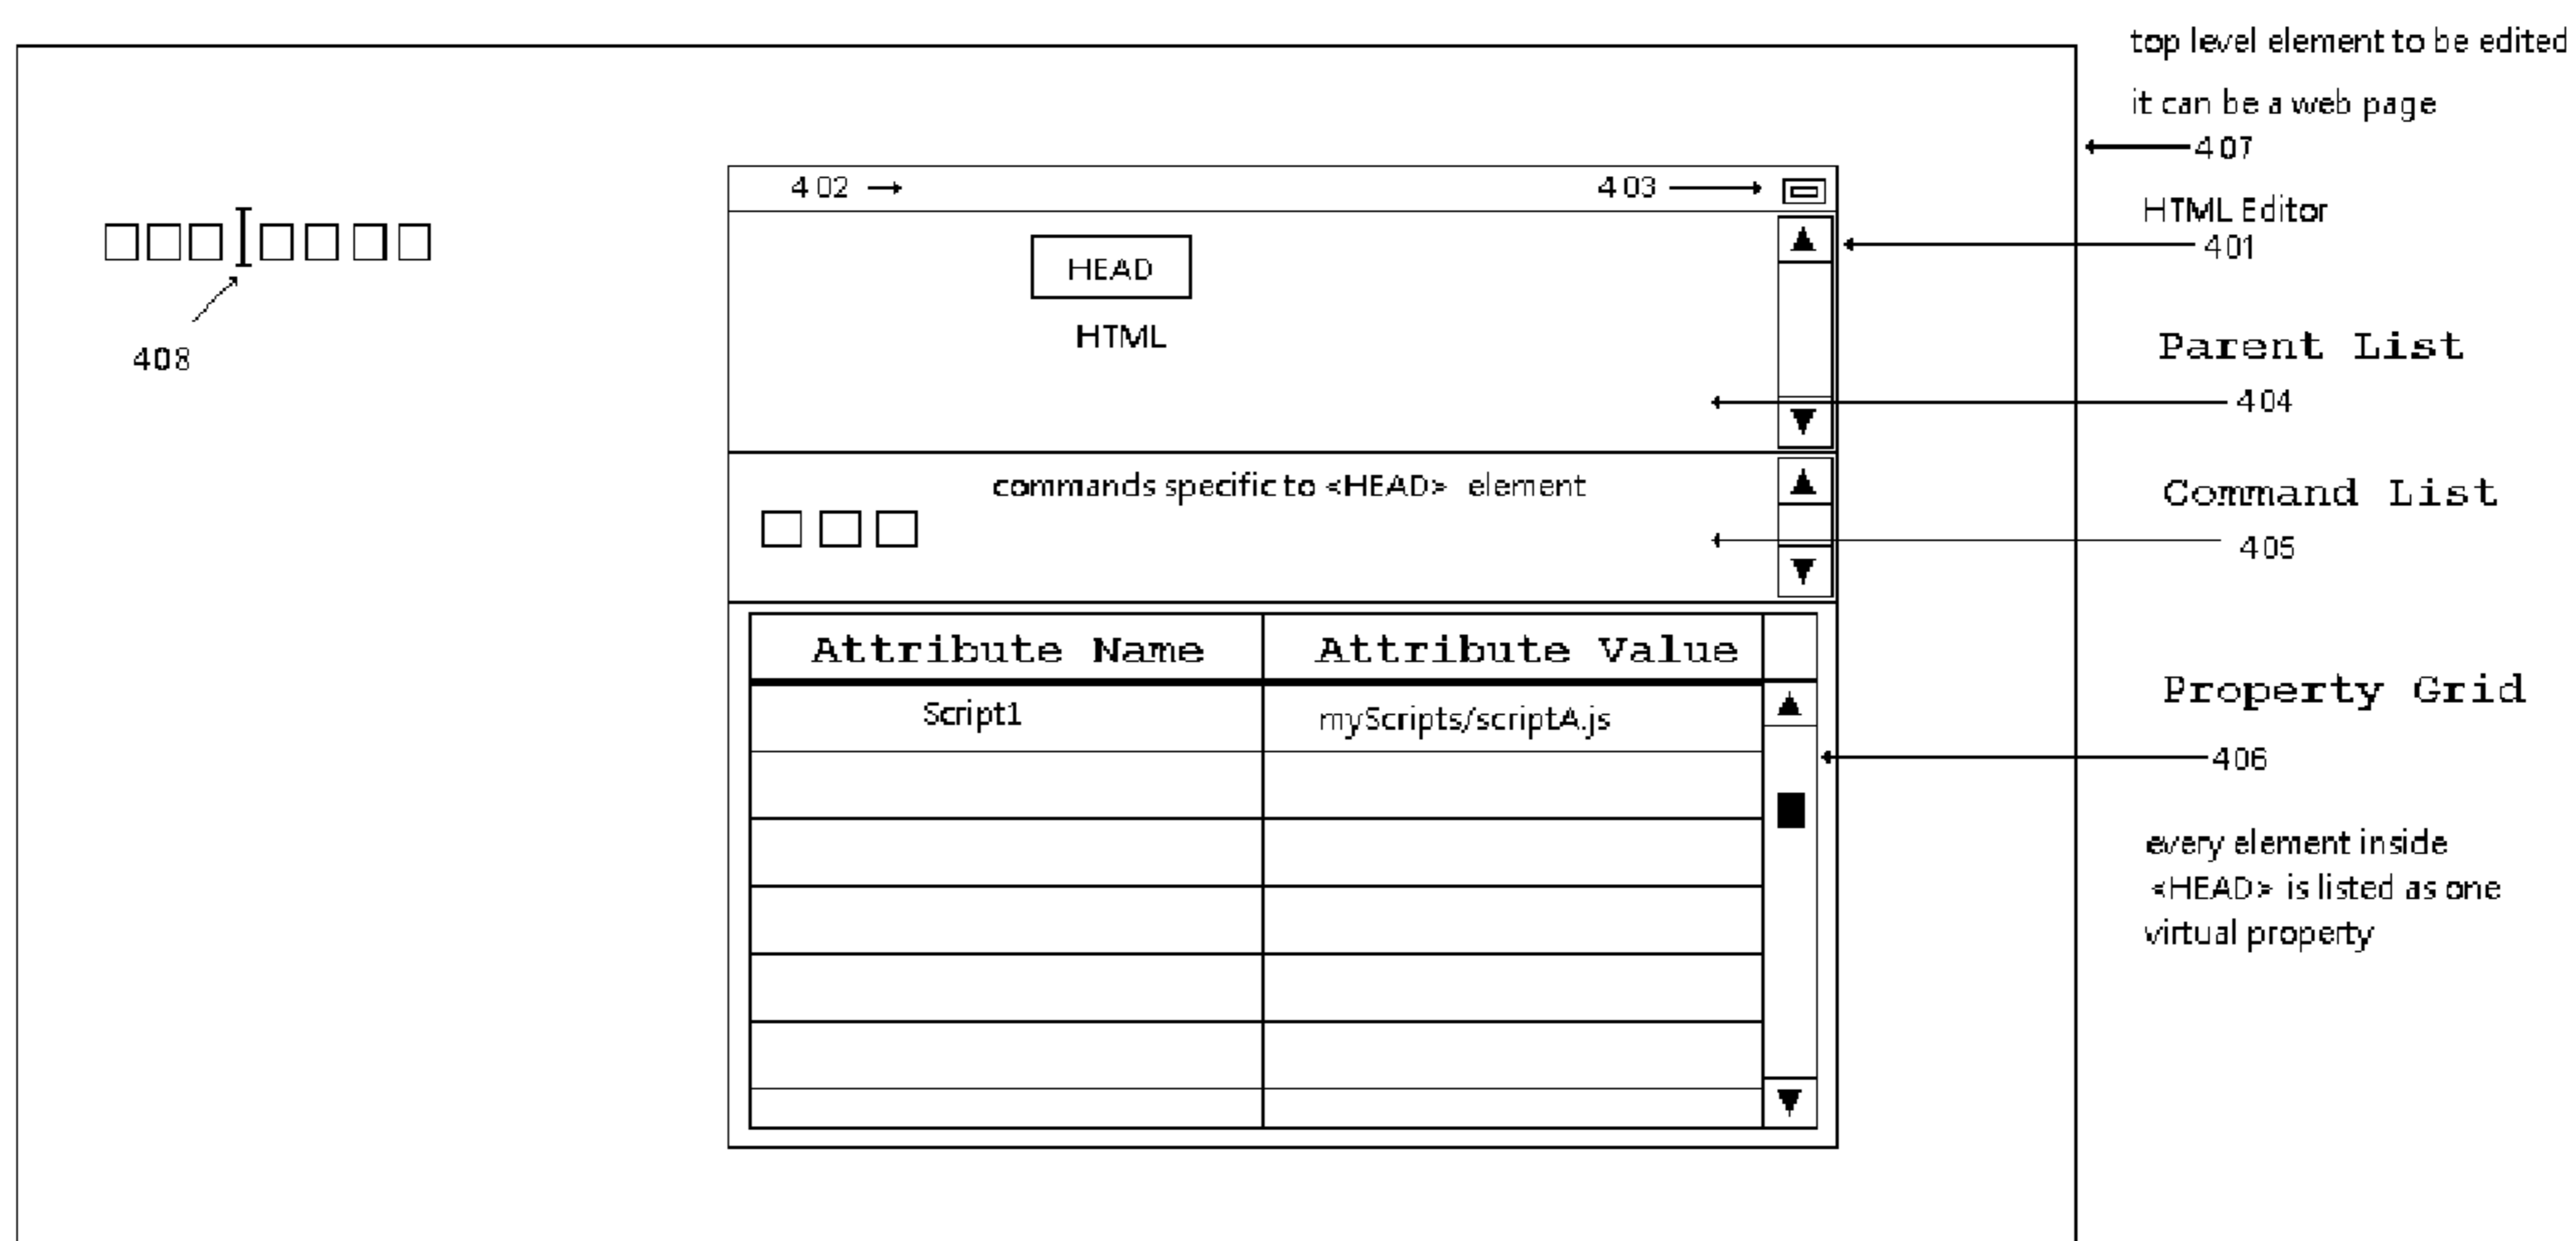 top level element to be edited
it can be a web page
407
402
403
HTML Editor
401
HEAD
HTML
408
Parent List
404
commands specific to <HEAD> element
Command List
405
Attribute Name Attribute Value
Script1 myScripts/scriptA.js
Property Grid
406
every element inside
<HEAD> is listed as one
virtual property